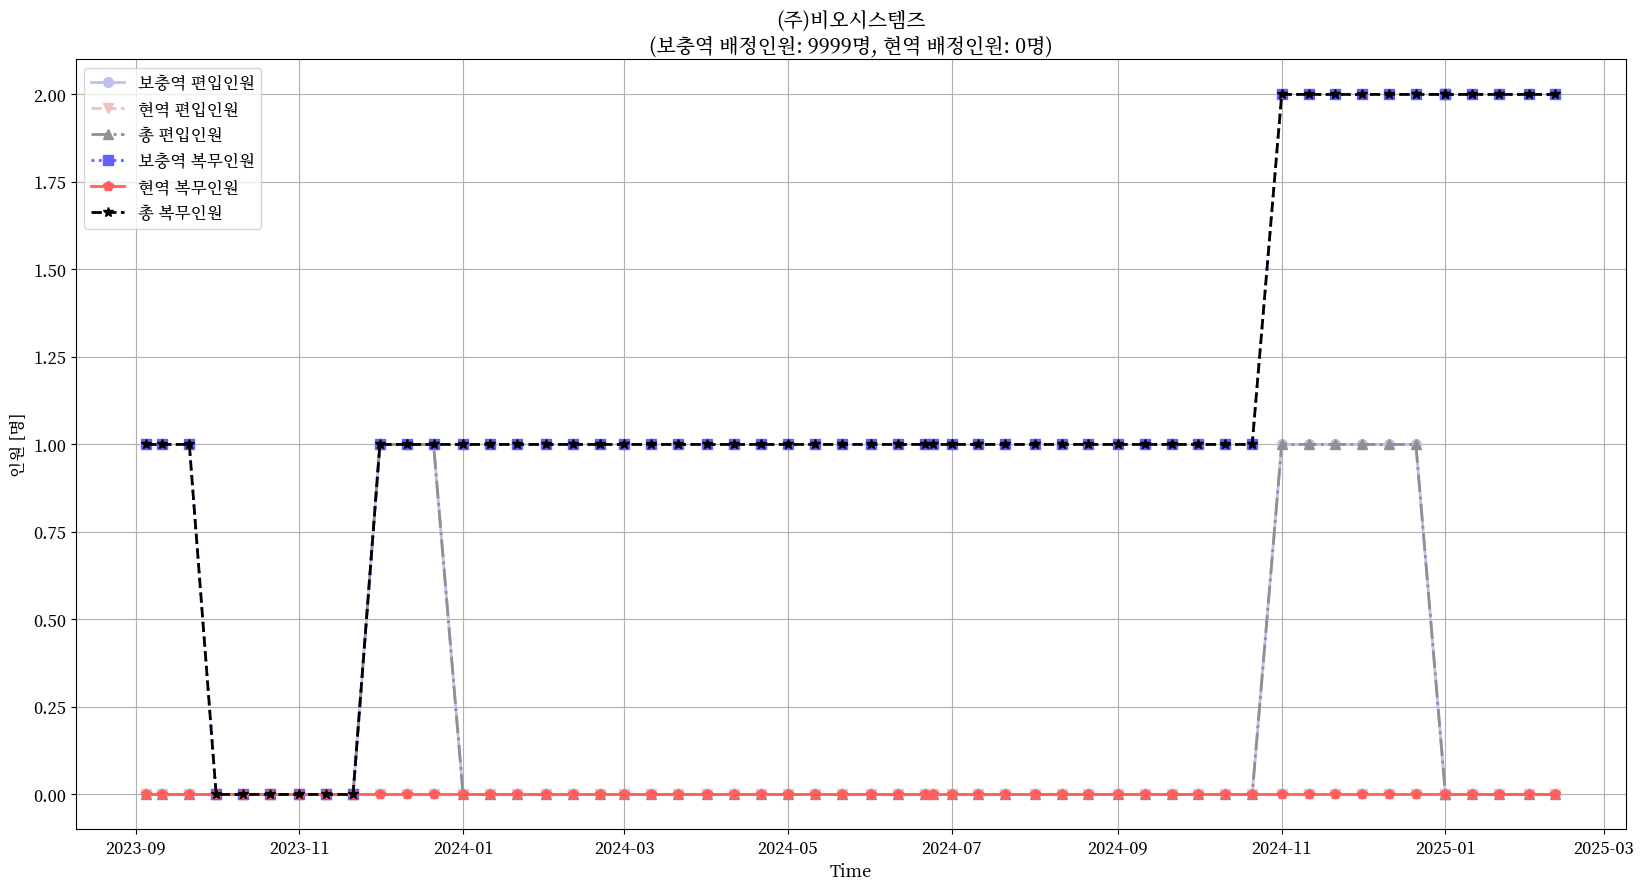 (주)비오시스템즈
(보충역 배정인원: 9999명, 현역 배정인원: 0명)
보충역 편입인원
현역 편입인원
총 편입인원
보충역 복무인원
현역 복무인원
총 복무인원
인원 [명]
2.00
1.75
1.50
1.25
1.00
0.75
0.50
0.25
0.00
2023-09 2023-11 2024-01 2024-03 2024-05 2024-07 2024-09 2024-11 2025-01 2025-03
Time